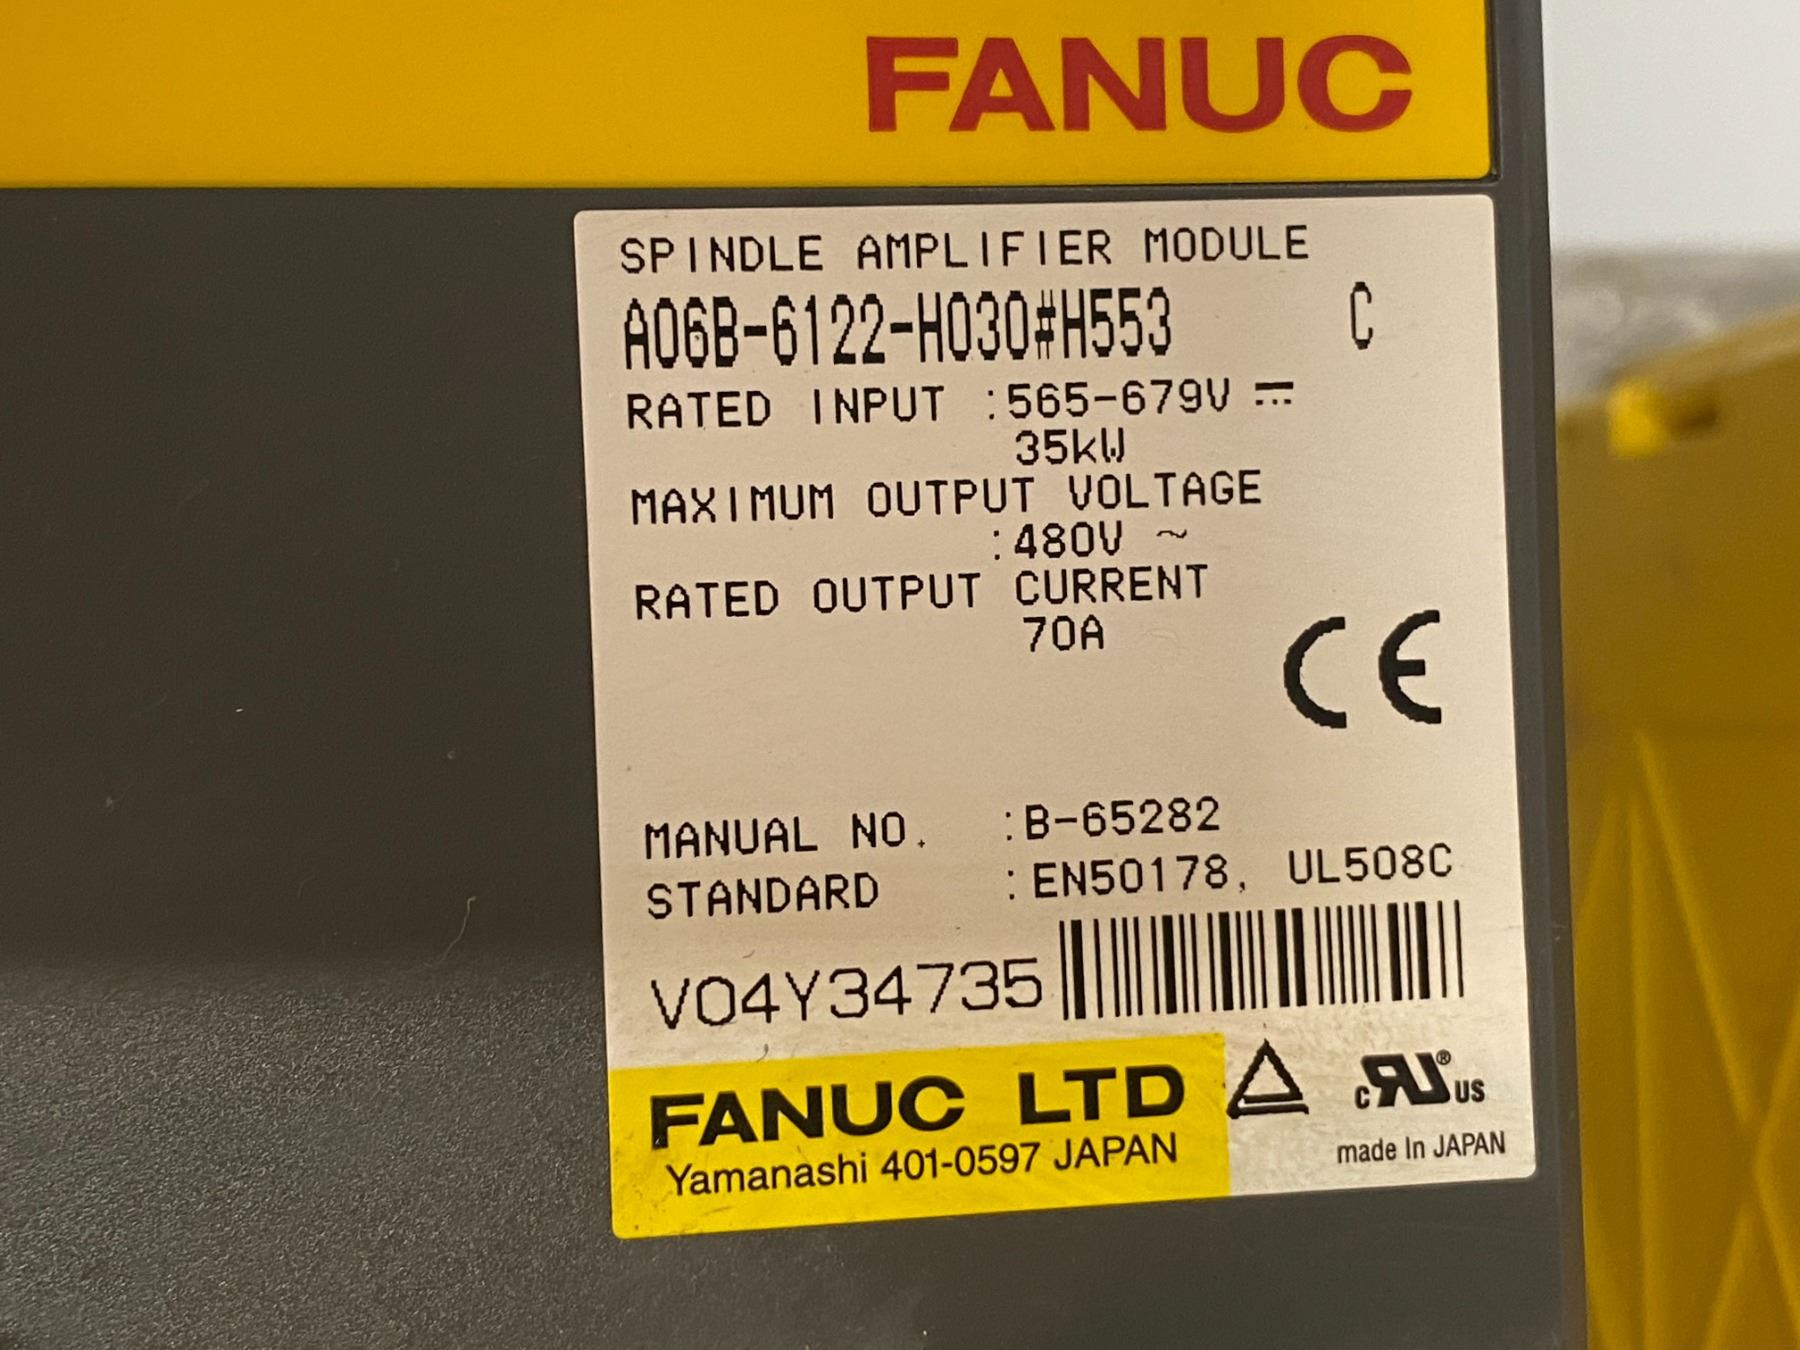 FANUC
SPINDLE AMPLIFIER MODULE
A06B-6122-H030#H553 C
RATED INPUT :565-679V ⎓
35kW
MAXIMUM OUTPUT VOLTAGE
:480V ~
RATED OUTPUT CURRENT
70A
CE
MANUAL NO. :B-65282
STANDARD :EN50178, UL508C
V04Y34735
FANUC LTD
Yamanashi 401-0597 JAPAN
c RU ® US
made In JAPAN